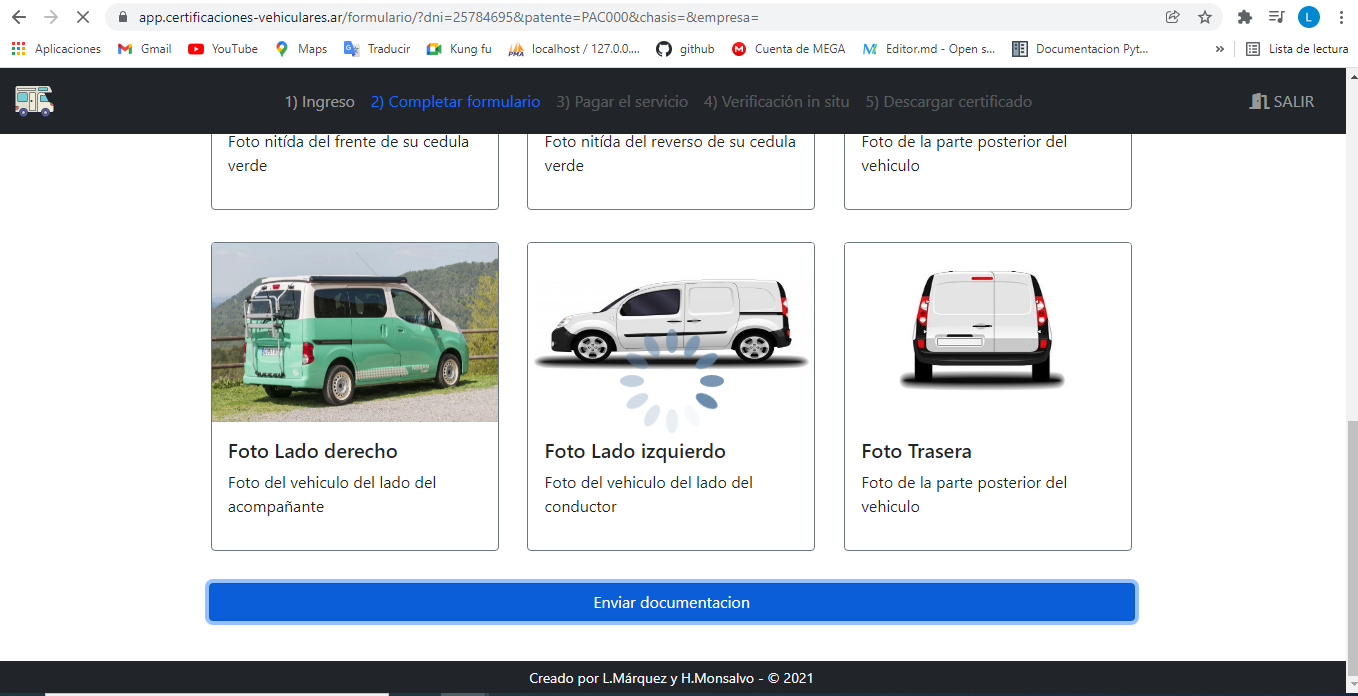 app.certificaciones-vehiculares.ar/formulario/?dni=25784695&patente=PAC000&chasis=&empresa=
L
Aplicaciones Gmail YouTube Maps Traducir Kung fu localhost / 127.0.0.... github Cuenta de MEGA Editor.md - Open s... Documentacion Pyt... » Lista de lectura
1) Ingreso 2) Completar formulario 3) Pagar el servicio 4) Verificación in situ 5) Descargar certificado SALIR
Foto nitída del frente de su cedula
verde
Foto nitída del reverso de su cedula
verde
Foto de la parte posterior del
vehiculo
Foto Lado derecho
Foto del vehiculo del lado del
acompañante
Foto Lado izquierdo
Foto del vehiculo del lado del
conductor
Foto Trasera
Foto de la parte posterior del
vehiculo
Enviar documentacion
Creado por L.Márquez y H.Monsalvo - © 2021